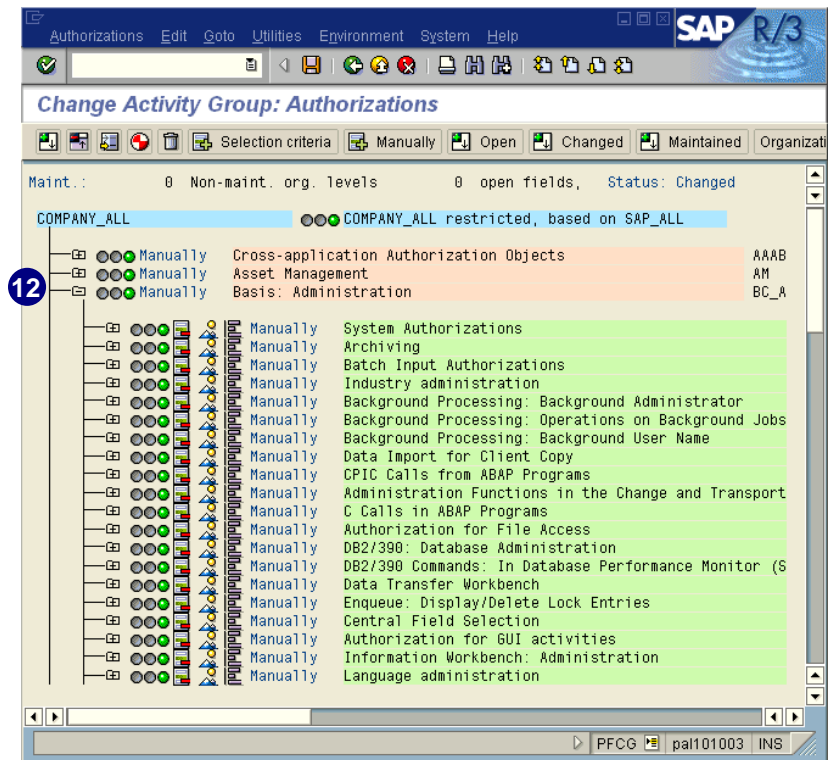 SAP R/3
Authorizations Edit Goto Utilities Environment System Help
Change Activity Group: Authorizations
Selection criteria Manually Open Changed Maintained Organizati
Maint.: 0 Non-maint. org. levels 0 open fields, Status: Changed
COMPANY_ALL COMPANY_ALL restricted, based on SAP_ALL
Manually Cross-application Authorization Objects AAAB
Manually Asset Management AM
12 Manually Basis: Administration BC_A
Manually System Authorizations
Manually Archiving
Manually Batch Input Authorizations
Manually Industry administration
Manually Background Processing: Background Administrator
Manually Background Processing: Operations on Background Jobs
Manually Background Processing: Background User Name
Manually Data Import for Client Copy
Manually CPIC Calls from ABAP Programs
Manually Administration Functions in the Change and Transport
Manually C Calls in ABAP Programs
Manually Authorization for File Access
Manually DB2/390: Database Administration
Manually DB2/390 Commands: In Database Performance Monitor (S
Manually Data Transfer Workbench
Manually Enqueue: Display/Delete Lock Entries
Manually Central Field Selection
Manually Authorization for GUI activities
Manually Information Workbench: Administration
Manually Language administration
PFCG pal101003 INS